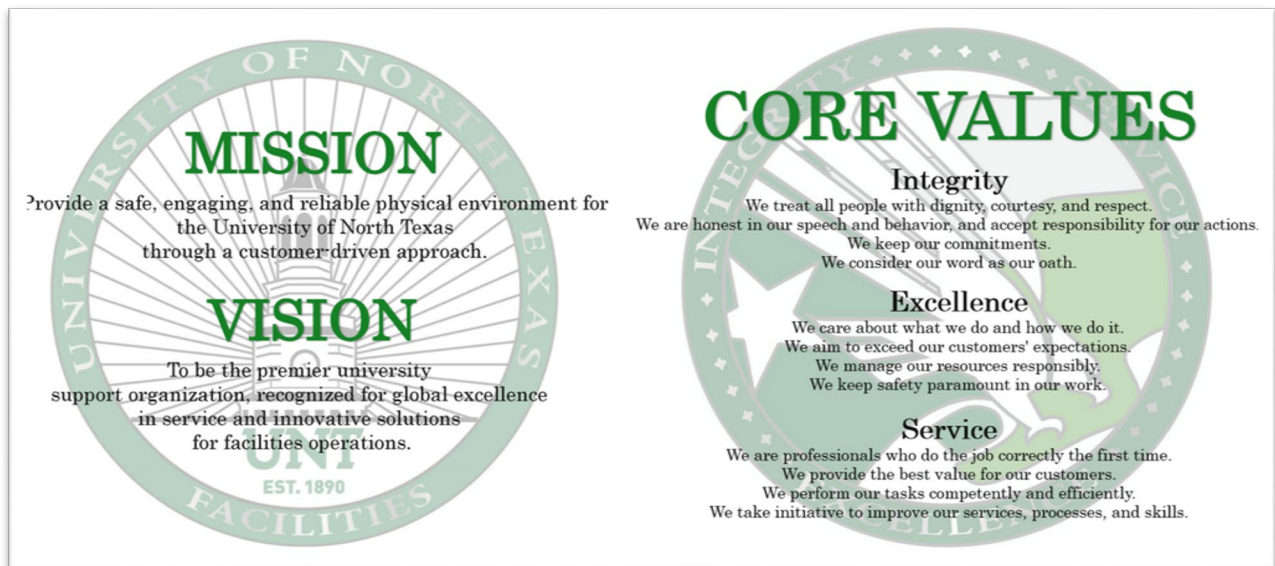 UNIVERSITY OF NORTH TEXAS
MISSION
Provide a safe, engaging, and reliable physical environment for
the University of North Texas
through a customer-driven approach.
VISION
To be the premier university
support organization, recognized for global excellence
in service and innovative solutions
for facilities operations.
UNT
EST. 1890
FACILITIES
INTEGRITY
SERVICE
CORE VALUES
Integrity
We treat all people with dignity, courtesy, and respect.
We are honest in our speech and behavior, and accept responsibility for our actions.
We keep our commitments.
We consider our word as our oath.
Excellence
We care about what we do and how we do it.
We aim to exceed our customers' expectations.
We manage our resources responsibly.
We keep safety paramount in our work.
Service
We are professionals who do the job correctly the first time.
We provide the best value for our customers.
We perform our tasks competently and efficiently.
We take initiative to improve our services, processes, and skills.
EXCELLENCE